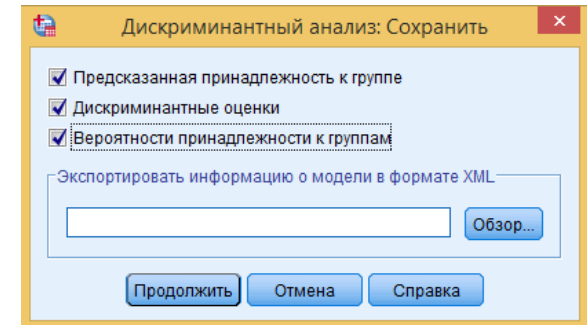 Дискриминантный анализ: Сохранить
Предсказанная принадлежность к группе
Дискриминантные оценки
Вероятности принадлежности к группам
Экспортировать информацию о модели в формате XML
Обзор...
Продолжить Отмена Справка